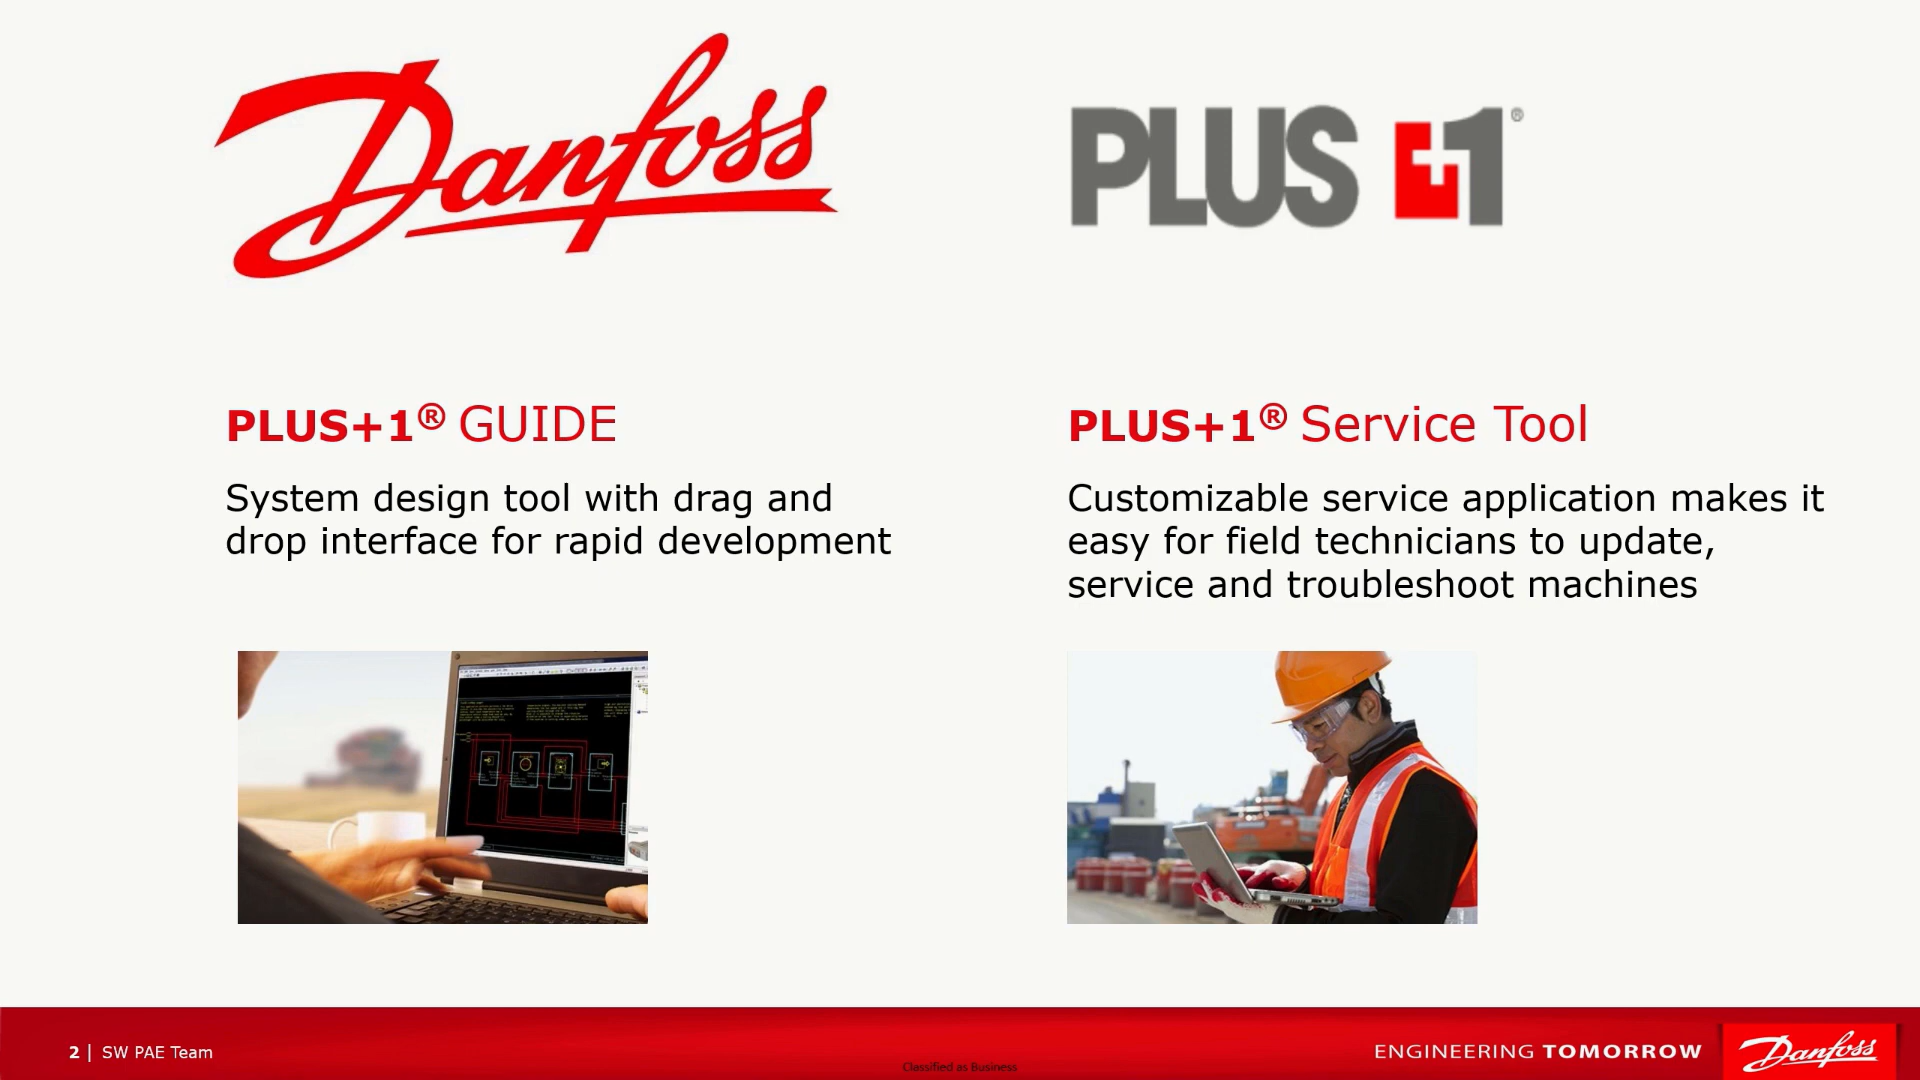 Danfoss
PLUS +1®
PLUS+1® GUIDE
System design tool with drag and
drop interface for rapid development
PLUS+1® Service Tool
Customizable service application makes it
easy for field technicians to update,
service and troubleshoot machines
2 | SW PAE Team
Classified as Business
ENGINEERING TOMORROW
Danfoss